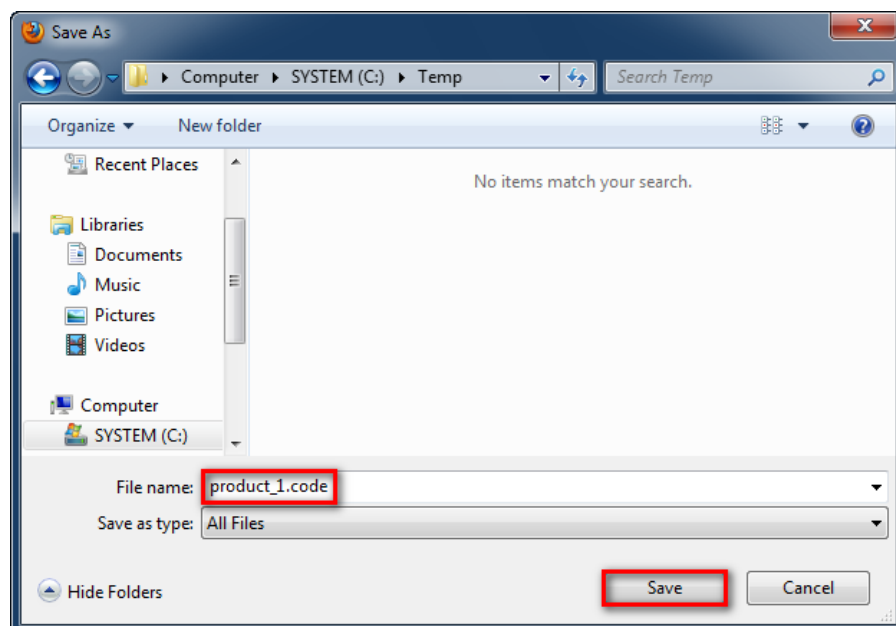 Save As
Computer SYSTEM (C:) Temp
Search Temp
Organize New folder
Recent Places
No items match your search.
Libraries
Documents
Music
Pictures
Videos
Computer
SYSTEM (C:)
File name: product_1.code
Save as type: All Files
Hide Folders
Save Cancel